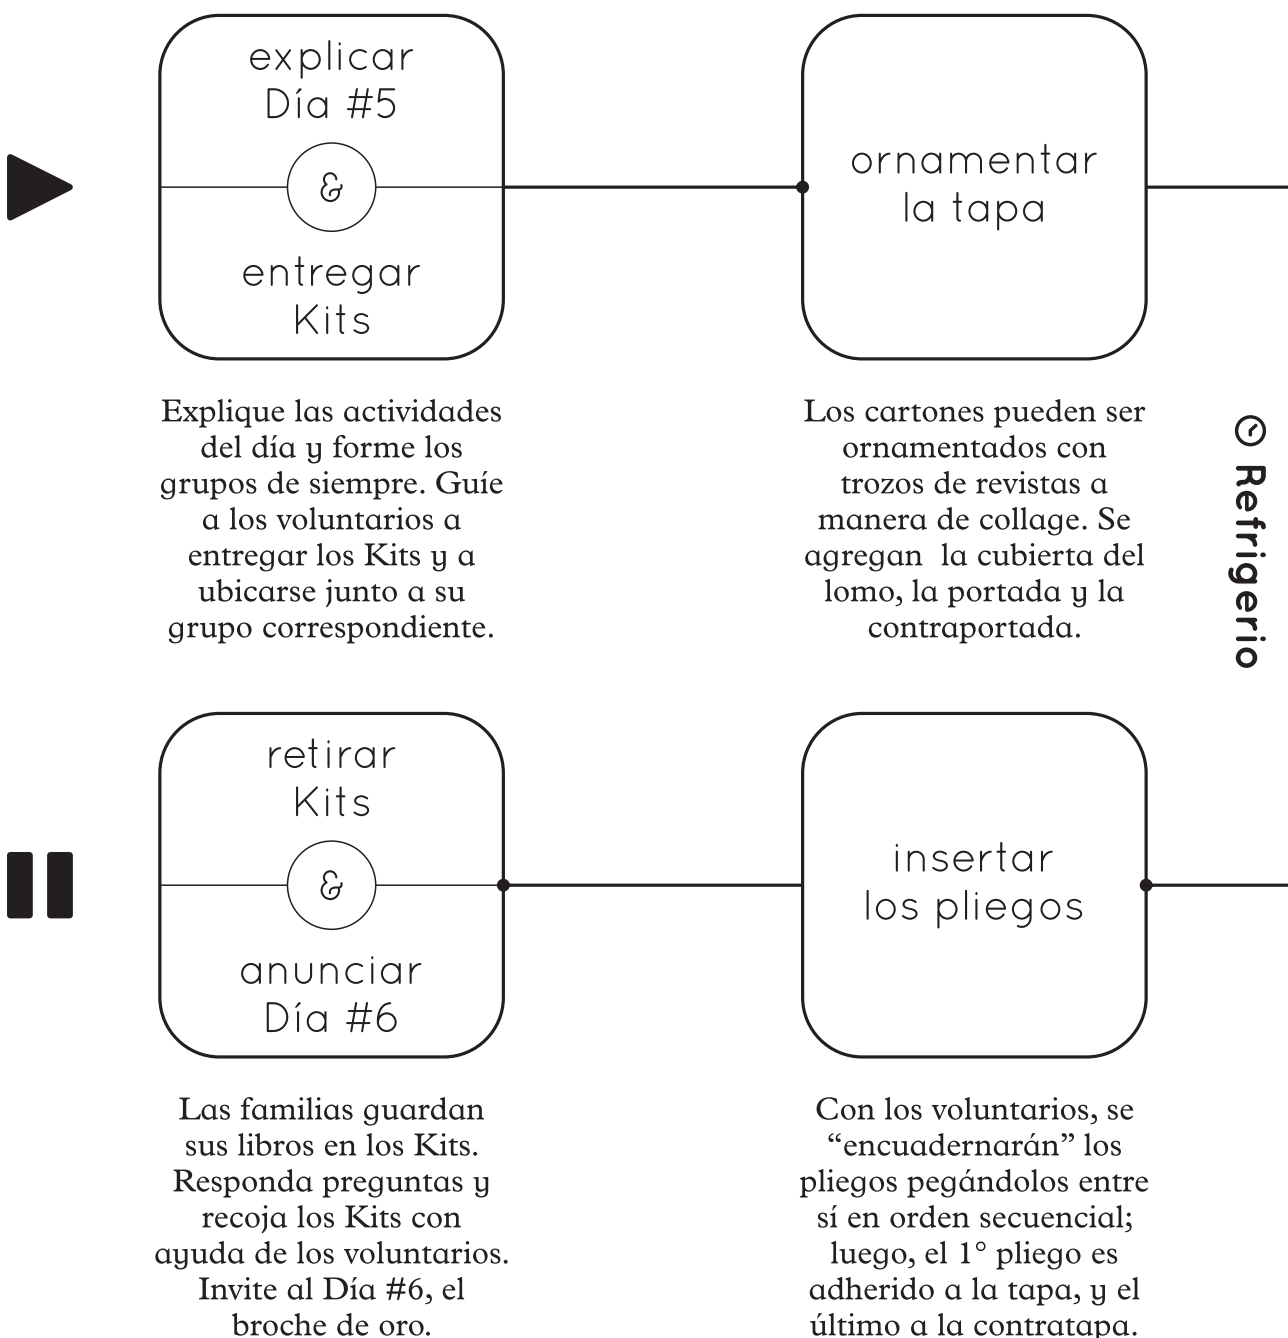 explicar
Día #5
&
entregar
Kits
Explique las actividades
del día y forme los
grupos de siempre. Guíe
a los voluntarios a
entregar los Kits y a
ubicarse junto a su
grupo correspondiente.
ornamentar
la tapa
Los cartones pueden ser
ornamentados con
trozos de revistas a
manera de collage. Se
agregan  la cubierta del
lomo, la portada y la
contraportada.
Refrigerio
retirar
Kits
&
anunciar
Día #6
Las familias guardan
sus libros en los Kits.
Responda preguntas y
recoja los Kits con
ayuda de los voluntarios.
Invite al Día #6, el
broche de oro.
insertar
los pliegos
Con los voluntarios, se
“encuadernarán” los
pliegos pegándolos entre
sí en orden secuencial;
luego, el 1° pliego es
adherido a la tapa, y el
último a la contratapa.